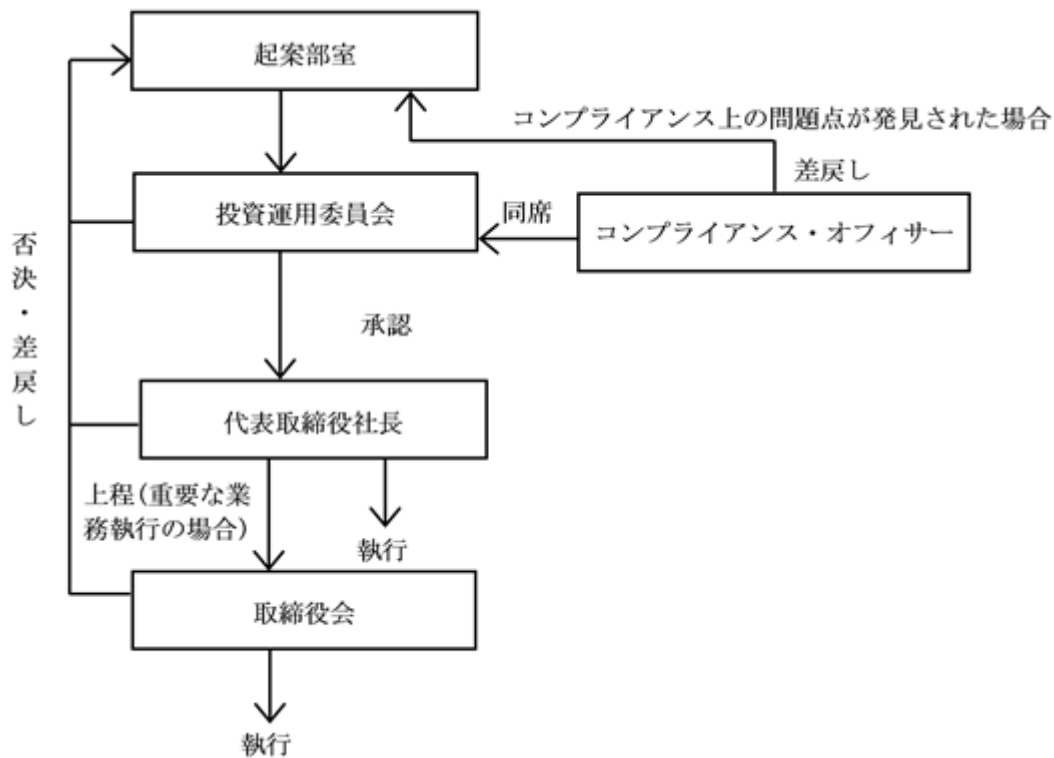 起案部室
コンプライアンス上の問題点が発見された場合
差戻し
投資運用委員会
同席
コンプライアンス・オフィサー
否決・差戻し
承認
代表取締役社長
上程(重要な業
務執行の場合)
執行
取締役会
執行